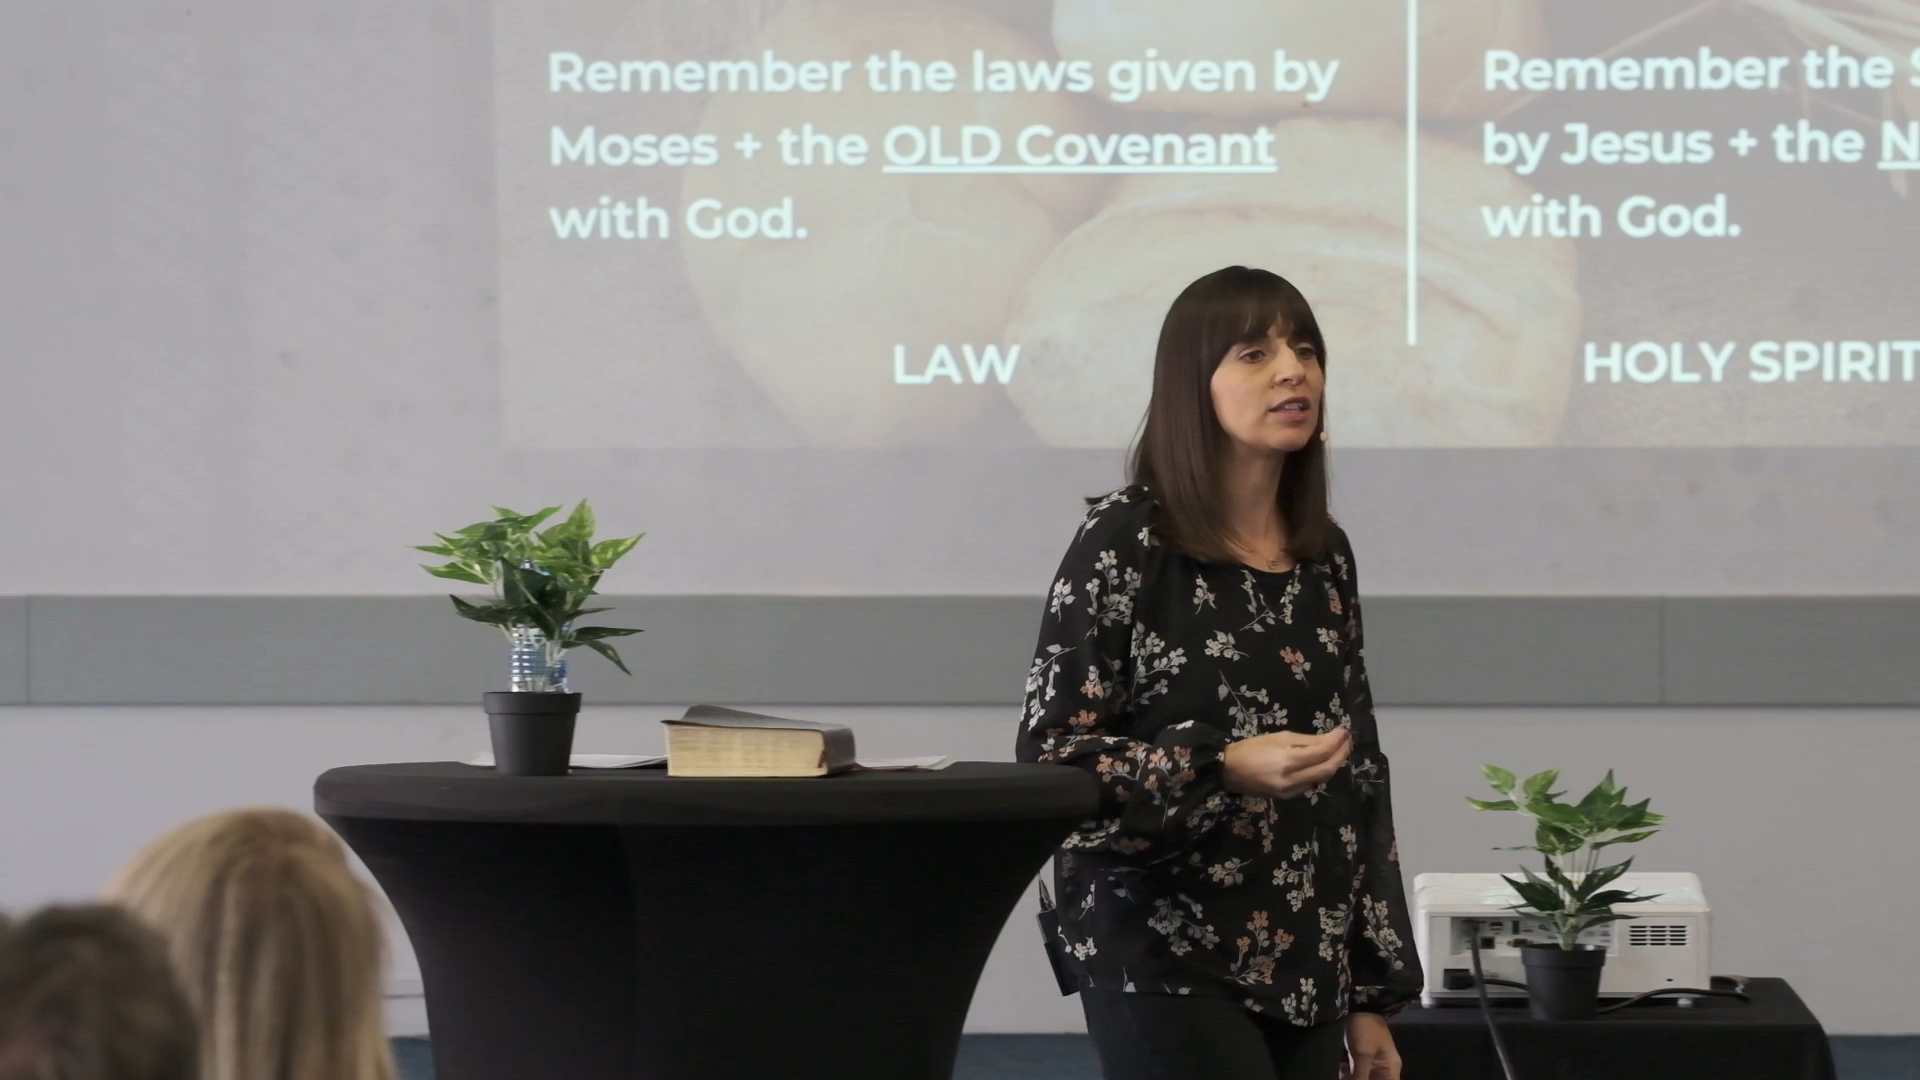 Remember the laws given by
Moses + the OLD Covenant
with God.
LAW
Remember the
by Jesus + the
with God.
HOLY SPIRIT